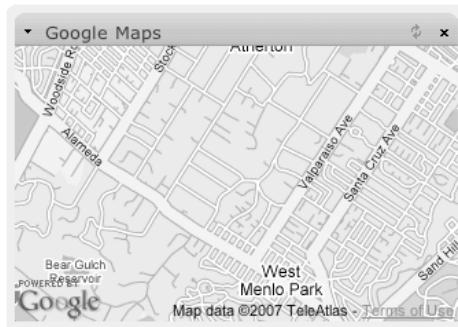 Google Maps
Atherton
Woodside
Stock
Alameda
Valparaiso Ave
Santa Cruz Ave
Sand Hill
Bear Gulch
Reservoir
West
Menlo Park
POWERED BY
Google
Map data ©2007 TeleAtlas - Terms of Use